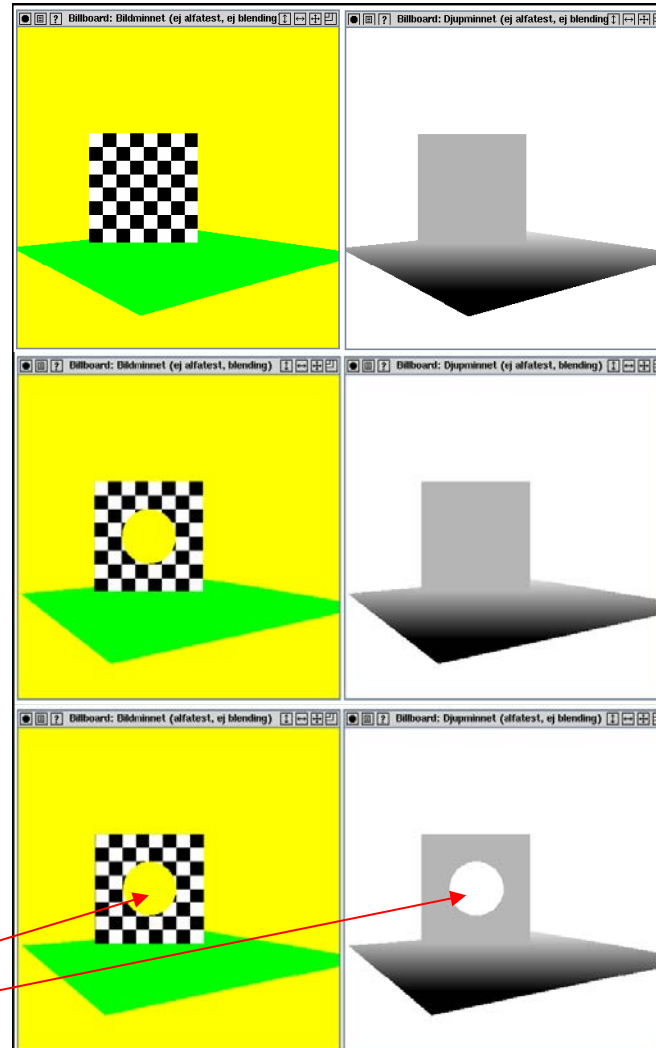 Billboard: Bildminnet (ej alfatest, ej blending
Billboard: Djupminnet (ej alfatest, ej blending
Billboard: Bildminnet (ej alfatest, blending)
Billboard: Djupminnet (ej alfatest, blending)
Billboard: Bildminnet (alfatest, ej blending)
Billboard: Djupminnet (alfatest, ej blending)